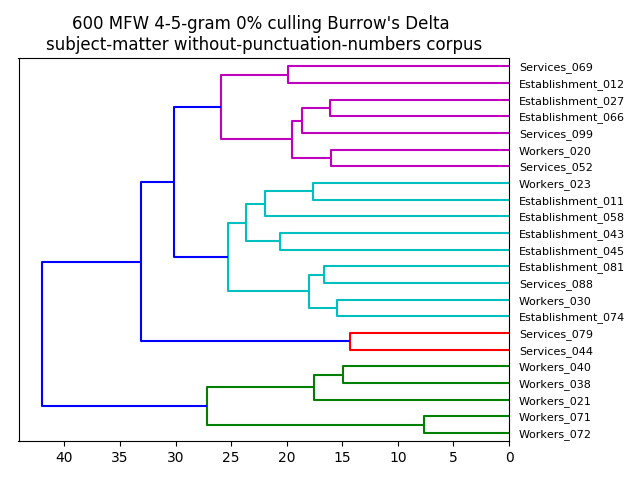 600 MFW 4-5-gram 0% culling Burrow's Delta
subject-matter without-punctuation-numbers corpus
Services_069
Establishment_012
Establishment_027
Establishment_066
Services_099
Workers_020
Services_052
Workers_023
Establishment_011
Establishment_058
Establishment_043
Establishment_045
Establishment_081
Services_088
Workers_030
Establishment_074
Services_079
Services_044
Workers_040
Workers_038
Workers_021
Workers_071
Workers_072
40 35 30 25 20 15 10 5 0